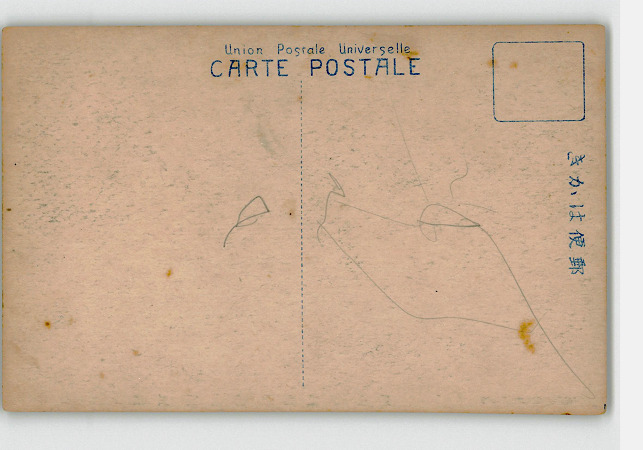 Union Postale Universelle
CARTE POSTALE
郵便はかき